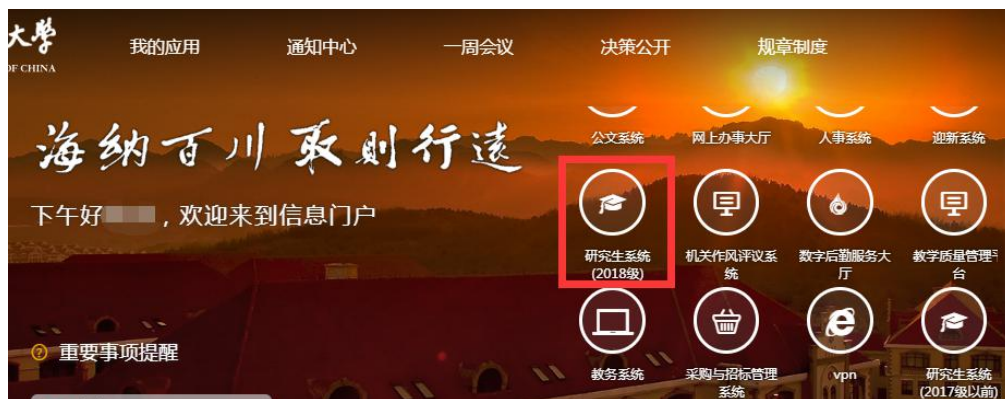 大學
OF CHINA
我的应用 通知中心 一周会议 决策公开 规章制度
海纳百川 取则行远
公文系统 网上办事大厅 人事系统 迎新系统
下午好 ，欢迎来到信息门户
研究生系统
(2018级)
机关作风评议系
统
数字后勤服务大
厅
教学质量管理
台
重要事项提醒
教务系统
采购与招标管理
系统
vpn
研究生系统
(2017级以前)